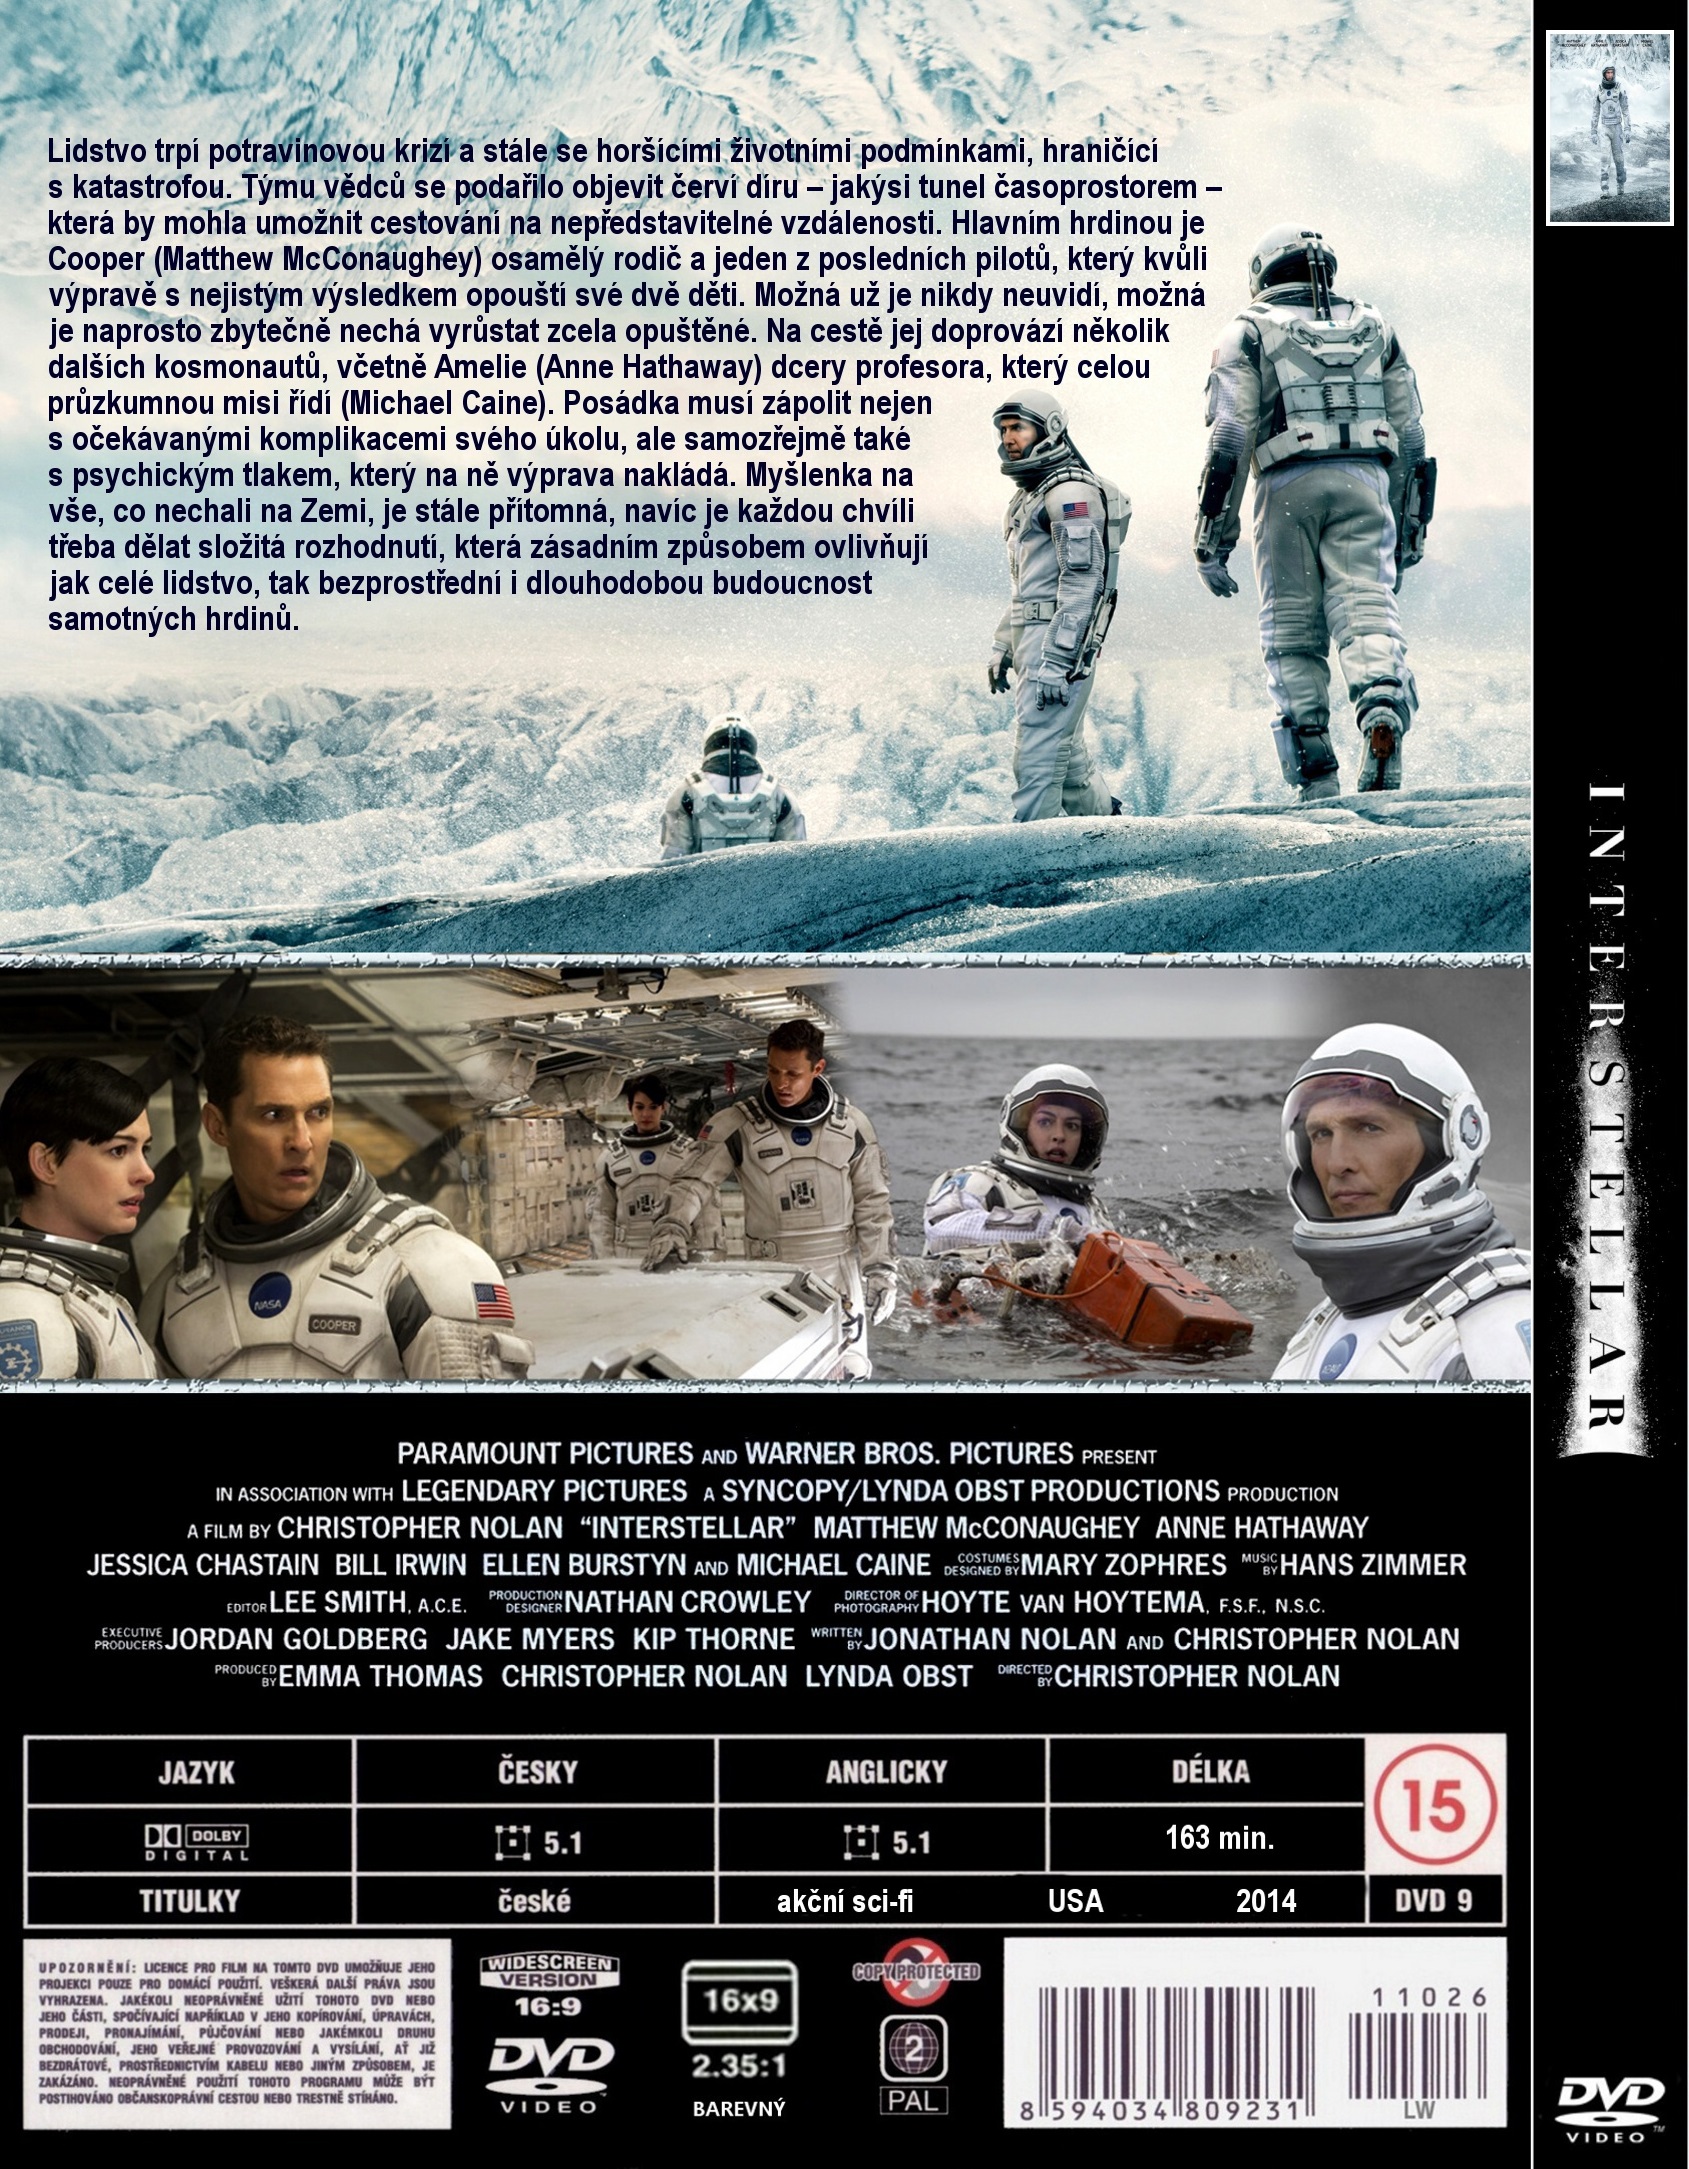 Lidstvo trpí potravinovou krizí a stále se horšícími životními podmínkami, hraničící
s katastrofou. Týmu vědců se podařilo objevit červí díru – jakýsi tunel časoprostorem –
která by mohla umožnit cestování na nepředstavitelné vzdálenosti. Hlavním hrdinou je
Cooper (Matthew McConaughey) osamělý rodič a jeden z posledních pilotů, který kvůli
výpravě s nejistým výsledkem opouští své dvě děti. Možná už je nikdy neuvidí, možná
je naprosto zbytečně nechá vyrůstat zcela opuštěné. Na cestě jej doprovází několik
dalších kosmonautů, včetně Amelie (Anne Hathaway) dcery profesora, který celou
průzkumnou misi řídí (Michael Caine). Posádka musí zápolit nejen
s očekávanými komplikacemi svého úkolu, ale samozřejmě také
s psychickým tlakem, který na ně výprava nakládá. Myšlenka na
vše, co nechali na Zemi, je stále přítomná, navíc je každou chvíli
třeba dělat složitá rozhodnutí, která zásadním způsobem ovlivňují
jak celé lidstvo, tak bezprostřední i dlouhodobou budoucnost
samotných hrdinů.
NASA
COOPER
PARAMOUNT PICTURES AND WARNER BROS. PICTURES PRESENT
IN ASSOCIATION WITH LEGENDARY PICTURES A SYNCOPY/LYNDA OBST PRODUCTIONS PRODUCTION
A FILM BY CHRISTOPHER NOLAN “INTERSTELLAR” MATTHEW McCONAUGHEY ANNE HATHAWAY
JESSICA CHASTAIN BILL IRWIN ELLEN BURSTYN AND MICHAEL CAINE COSTUMES DESIGNED BY MARY ZOPHRES MUSIC BY HANS ZIMMER
EDITOR LEE SMITH, A.C.E. PRODUCTION DESIGNER NATHAN CROWLEY DIRECTOR OF PHOTOGRAPHY HOYTE VAN HOYTEMA, F.S.F., N.S.C.
EXECUTIVE PRODUCERS JORDAN GOLDBERG JAKE MYERS KIP THORNE WRITTEN BY JONATHAN NOLAN AND CHRISTOPHER NOLAN
PRODUCED BY EMMA THOMAS CHRISTOPHER NOLAN LYNDA OBST DIRECTED BY CHRISTOPHER NOLAN
JAZYK ČESKY ANGLICKY DÉLKA 15
DOLBY DIGITAL 5.1 5.1 163 min.
TITULKY české akční sci-fi USA 2014 DVD 9
UPOZORNĚNÍ: LICENCE PRO FILM NA TOMTO DVD UMOŽŇUJE JEHO
PROJEKCI POUZE PRO DOMÁCÍ POUŽITÍ. VEŠKERÁ DALŠÍ PRÁVA JSOU
VYHRAZENA. JAKÉKOLI NEOPRÁVNĚNÉ UŽITÍ TOHOTO DVD NEBO
JEHO ČÁSTI, SPOČÍVAJÍCÍ NAPŘÍKLAD V JEHO KOPÍROVÁNÍ, ÚPRAVÁCH,
PRODEJI, PRONAJÍMÁNÍ, PŮJČOVÁNÍ NEBO JAKÉMKOLI DRUHU
OBCHODOVÁNÍ, JEHO VEŘEJNÉ PROVOZOVÁNÍ A VYSÍLÁNÍ, AŤ JIŽ
BEZDRÁTOVÉ, PROSTŘEDNICTVÍM KABELU NEBO JINÝM ZPŮSOBEM, JE
ZAKÁZÁNO. NEOPRÁVNĚNÉ POUŽITÍ TOHOTO PROGRAMU MŮŽE BÝT
POSTIHOVÁNO OBČANSKOPRÁVNÍ CESTOU NEBO TRESTNĚ STÍHÁNO.
WIDESCREEN
VERSION
16:9
DVD
VIDEO
16x9
2.35:1
BAREVNÝ
COPY PROTECTED
2
PAL
11026
8 594034 809231
LW
INTERSTELLAR
DVD
VIDEO
TM